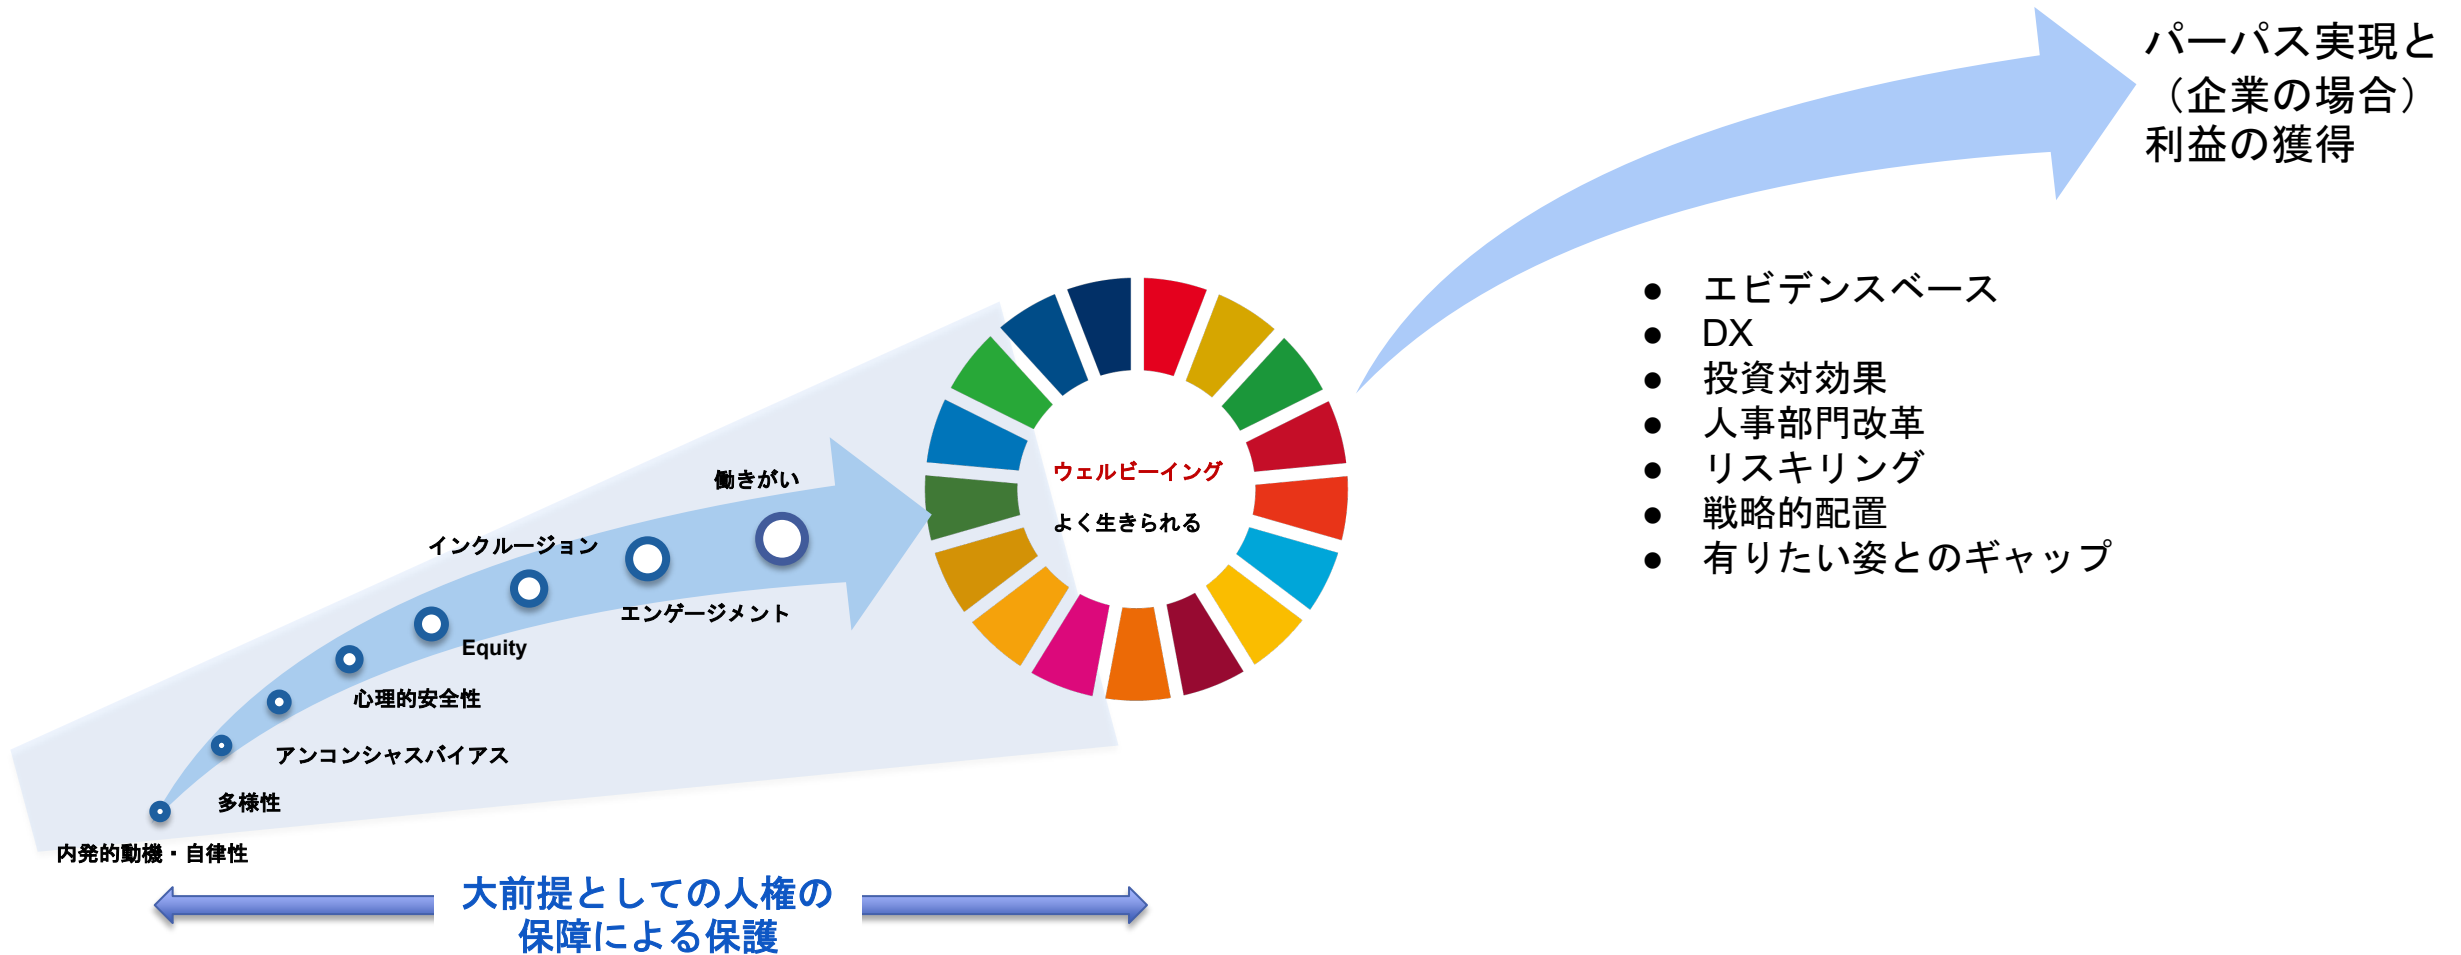 パーパス実現と
（企業の場合）
利益の獲得
● エビデンスベース
● DX
● 投資対効果
● 人事部門改革
● リスキリング
● 戦略的配置
● 有りたい姿とのギャップ
ウェルビーイング
よく生きられる
働きがい
インクルージョン
エンゲージメント
Equity
心理的安全性
アンコンシャスバイアス
多様性
内発的動機・自律性
大前提としての人権の
保障による保護